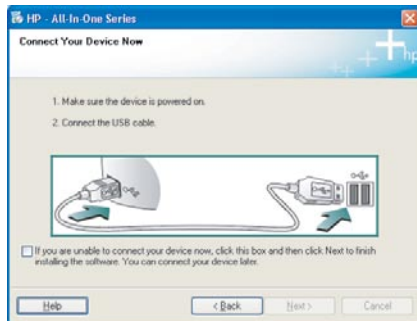 HP - All-In-One Series
Connect Your Device Now
hp
1. Make sure the device is powered on.
2. Connect the USB cable.
If you are unable to connect your device now, click this box and then click Next to finish
installing the software. You can connect your device later.
Help
< Back
Next >
Cancel